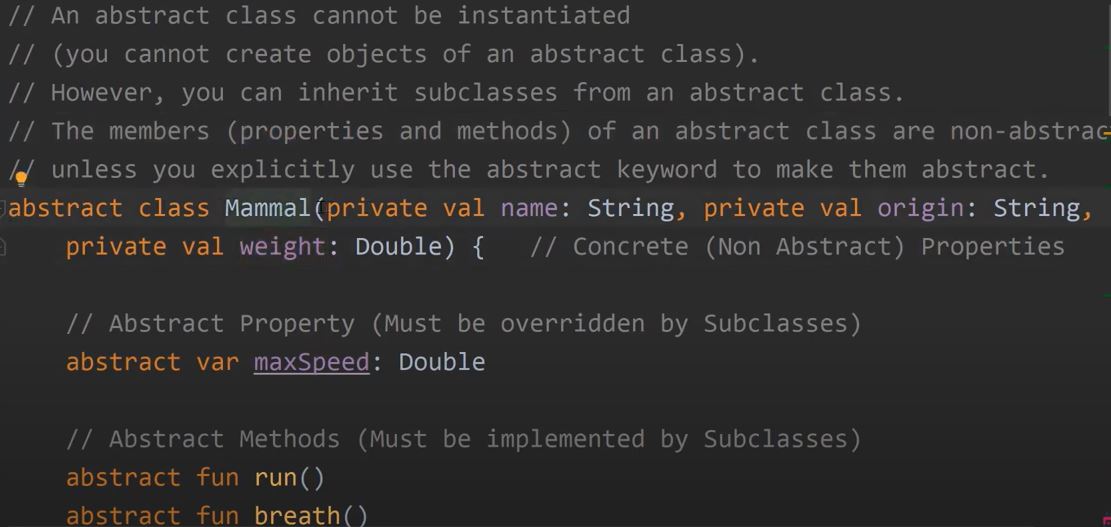 // An abstract class cannot be instantiated
// (you cannot create objects of an abstract class).
// However, you can inherit subclasses from an abstract class.
// The members (properties and methods) of an abstract class are non-abstrac
// unless you explicitly use the abstract keyword to make them abstract.
abstract class Mammal(private val name: String, private val origin: String,
private val weight: Double) {   // Concrete (Non Abstract) Properties
// Abstract Property (Must be overridden by Subclasses)
abstract var maxSpeed: Double
// Abstract Methods (Must be implemented by Subclasses)
abstract fun run()
abstract fun breath()